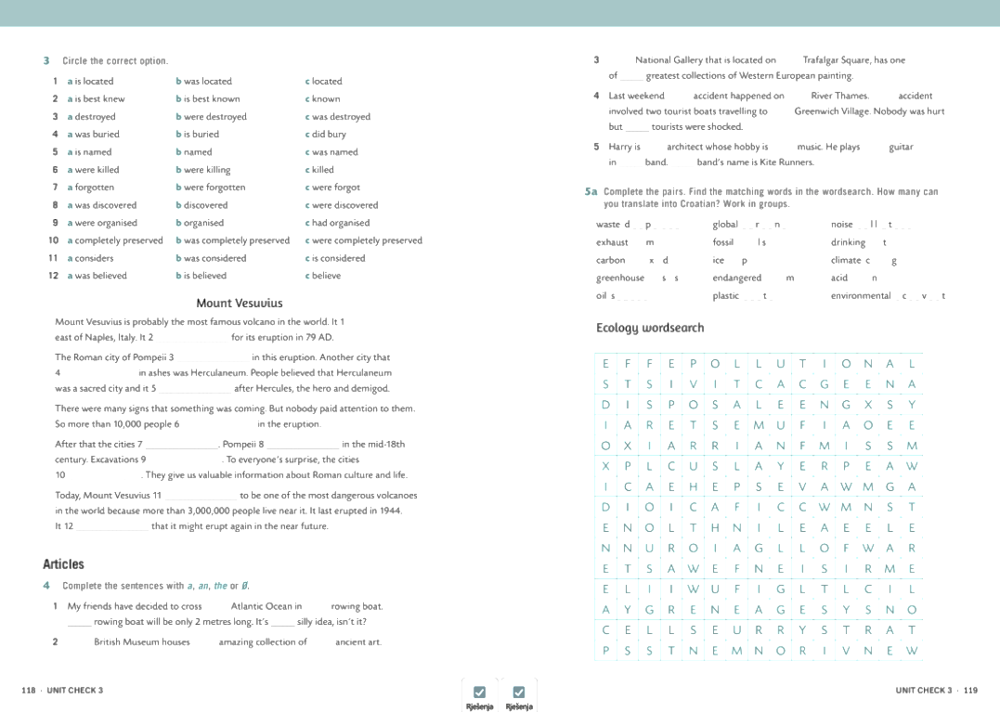 3 Circle the correct option.
1 a is located b was located c located
2 a is best knew b is best known c known
3 a destroyed b were destroyed c was destroyed
4 a was buried b is buried c did bury
5 a is named b named c was named
6 a were killed b were killing c killed
7 a forgotten b were forgotten c were forgot
8 a was discovered b discovered c were discovered
9 a were organised b organised c had organised
10 a completely preserved b was completely preserved c were completely preserved
11 a considers b was considered c is considered
12 a was believed b is believed c believe
Mount Vesuvius
Mount Vesuvius is probably the most famous volcano in the world. It 1
east of Naples, Italy. It 2 ____ for its eruption in 79 AD.
The Roman city of Pompeii 3 ____ in this eruption. Another city that
4 ____ in ashes was Herculaneum. People believed that Herculaneum
was a sacred city and it 5 ____ after Hercules, the hero and demigod.
There were many signs that something was coming. But nobody paid attention to them.
So more than 10,000 people 6 ____ in the eruption.
After that the cities 7 ____. Pompeii 8 ____ in the mid-18th
century. Excavations 9 ____. To everyone's surprise, the cities
10 ____. They give us valuable information about Roman culture and life.
Today, Mount Vesuvius 11 ____ to be one of the most dangerous volcanoes
in the world because more than 3,000,000 people live near it. It last erupted in 1944.
It 12 ____ that it might erupt again in the near future.
Articles
4 Complete the sentences with a, an, the or Ø.
1 My friends have decided to cross ____ Atlantic Ocean in ____ rowing boat.
____ rowing boat will be only 2 metres long. It's ____ silly idea, isn't it?
2 ____ British Museum houses ____ amazing collection of ____ ancient art.
118 · UNIT CHECK 3
3 ____ National Gallery that is located on ____ Trafalgar Square, has one
of ____ greatest collections of Western European painting.
4 Last weekend ____ accident happened on ____ River Thames. ____ accident
involved two tourist boats travelling to ____ Greenwich Village. Nobody was hurt
but ____ tourists were shocked.
5 Harry is ____ architect whose hobby is ____ music. He plays ____ guitar
in ____ band. ____ band's name is Kite Runners.
5a Complete the pairs. Find the matching words in the wordsearch. How many can
you translate into Croatian? Work in groups.
waste d _ _ p _ _ _ _ global _ _ r _ _ n _ noise _ _ l l _ t _ _ _
exhaust _ _ m _ fossil _ _ l s drinking _ _ t _ _
carbon _ _ x _ d _ ice _ _ p climate c _ _ _ g _
greenhouse _ _ s _ s endangered _ _ _ m _ _ acid _ _ n
oil s _ _ _ _ _ plastic _ _ _ t _ environmental _ c _ _ v _ _ t _
Ecology wordsearch
E F F E P O L L U T I O N A L
S T S I V I T C A C G E E N A
D I S P O S A L E E N G X S Y
I A R E T S E M U F I A O E E
O X I A R R I A N F M I S S M
X P L C U S L A Y E R P E A W
I C A E H E P S E V A W M G A
D I O I C A F I C C W M N S T
E N O L T H N I L E A E E L E
N N U R O I A G L L O F W A R
E T S A W E F N E I S I R M E
E L I I W U F I G L T L C I L
A Y G R E N E A G E S Y S N O
C E L L S E U R R Y S T R A T
P S S T N E M N O R I V N E W
UNIT CHECK 3 · 119
Rješenja Rješenja